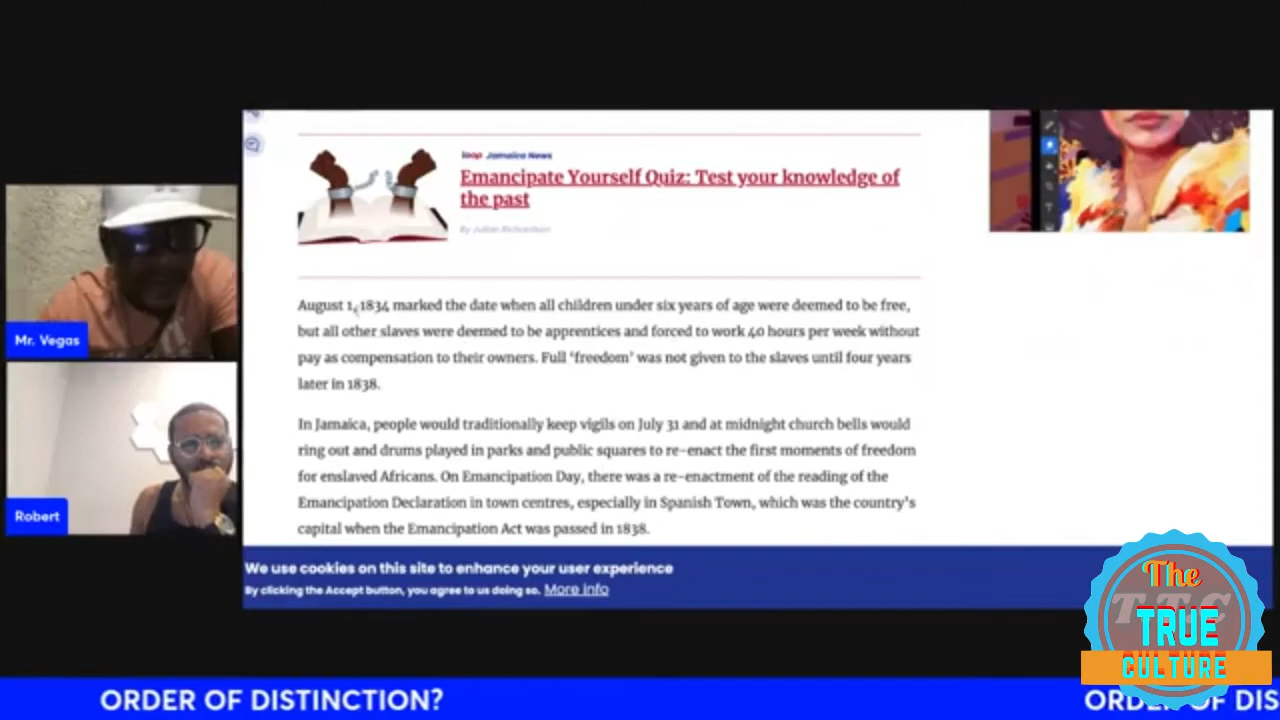 loop Jamaica News
Emancipate Yourself Quiz: Test your knowledge of
the past
By Julian Richardson
August 1, 1834 marked the date when all children under six years of age were deemed to be free,
but all other slaves were deemed to be apprentices and forced to work 40 hours per week without
pay as compensation to their owners. Full ‘freedom’ was not given to the slaves until four years
later in 1838.
In Jamaica, people would traditionally keep vigils on July 31 and at midnight church bells would
ring out and drums played in parks and public squares to re-enact the first moments of freedom
for enslaved Africans. On Emancipation Day, there was a re-enactment of the reading of the
Emancipation Declaration in town centres, especially in Spanish Town, which was the country's
capital when the Emancipation Act was passed in 1838.
We use cookies on this site to enhance your user experience
By clicking the Accept button, you agree to us doing so. More info
Mr. Vegas
Robert
The
TTC
TRUE
CULTURE
ORDER OF DISTINCTION?
ORDER OF DIS